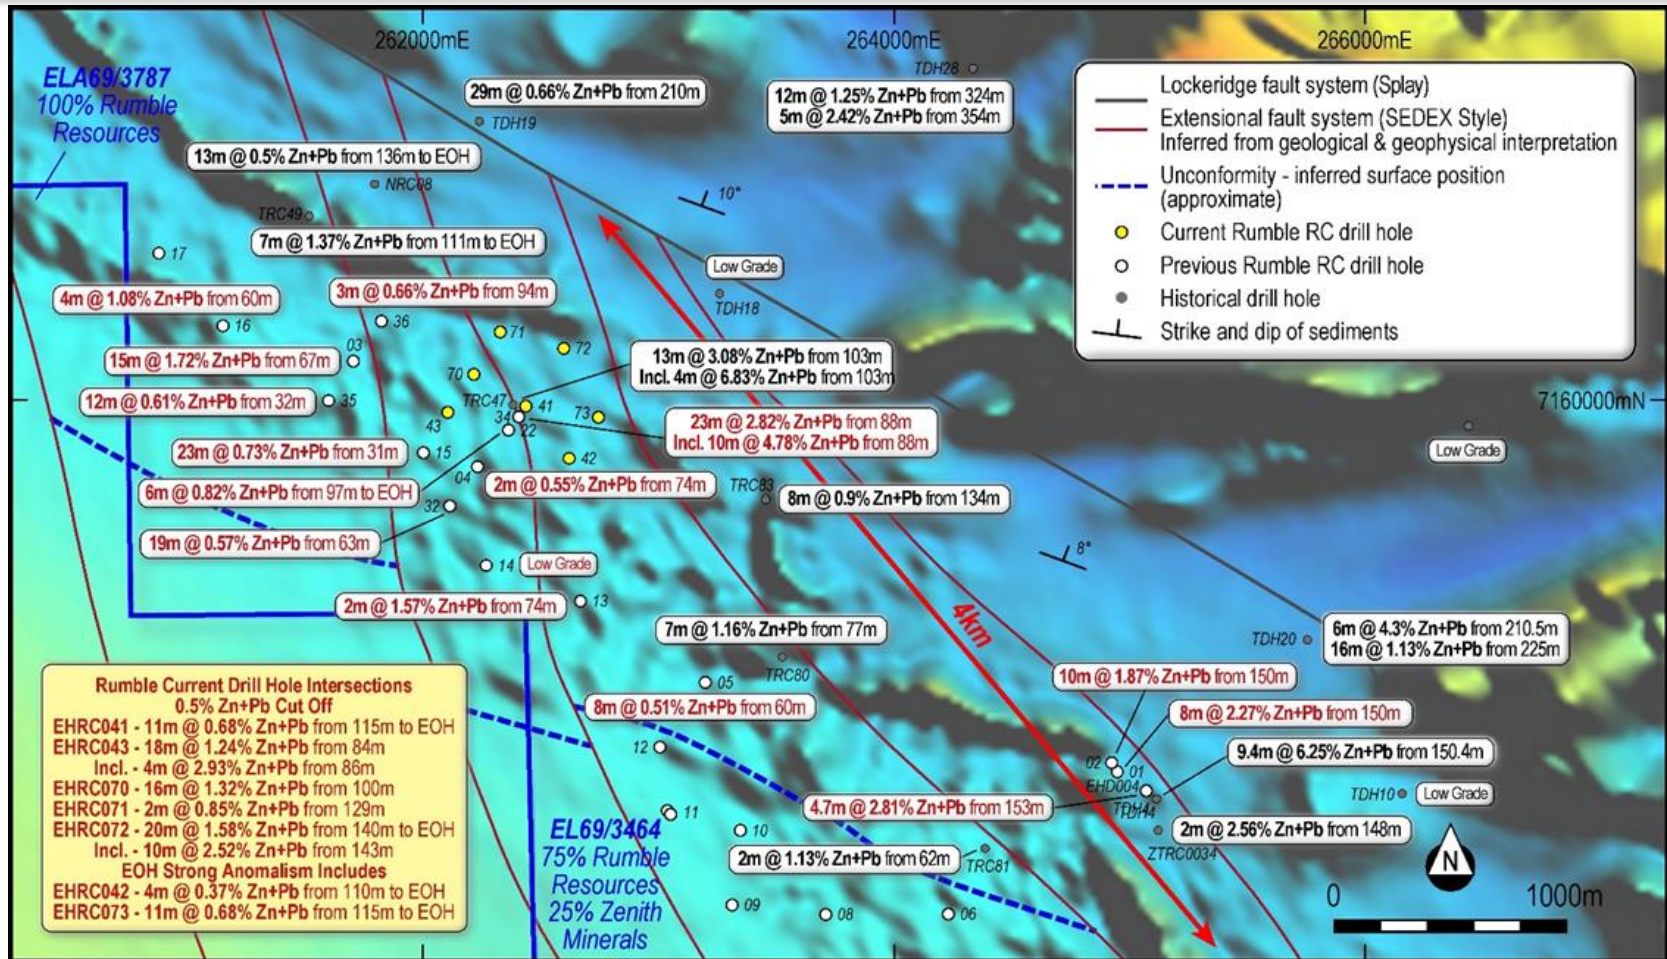 262000mE
264000mE
266000mE
ELA69/3787
100% Rumble
Resources
29m @ 0.66% Zn+Pb from 210m
TDH19
TDH28
12m @ 1.25% Zn+Pb from 324m
5m @ 2.42% Zn+Pb from 354m
Lockeridge fault system (Splay)
Extensional fault system (SEDEX Style)
Inferred from geological & geophysical interpretation
Unconformity - inferred surface position
(approximate)
Current Rumble RC drill hole
Previous Rumble RC drill hole
Historical drill hole
Strike and dip of sediments
13m @ 0.5% Zn+Pb from 136m to EOH
NRC08
10°
TRC49
7m @ 1.37% Zn+Pb from 111m to EOH
17
Low Grade
TDH18
4m @ 1.08% Zn+Pb from 60m
3m @ 0.66% Zn+Pb from 94m
16
36
71
72
03
15m @ 1.72% Zn+Pb from 67m
13m @ 3.08% Zn+Pb from 103m
Incl. 4m @ 6.83% Zn+Pb from 103m
70
12m @ 0.61% Zn+Pb from 32m
35
TRC47
41
34
43
22
73
23m @ 2.82% Zn+Pb from 88m
Incl. 10m @ 4.78% Zn+Pb from 88m
7160000mN
Low Grade
23m @ 0.73% Zn+Pb from 31m
15
04
42
6m @ 0.82% Zn+Pb from 97m to EOH
2m @ 0.55% Zn+Pb from 74m
TRC83
8m @ 0.9% Zn+Pb from 134m
32
19m @ 0.57% Zn+Pb from 63m
8°
14
Low Grade
2m @ 1.57% Zn+Pb from 74m
13
4km
7m @ 1.16% Zn+Pb from 77m
TRC80
TDH20
6m @ 4.3% Zn+Pb from 210.5m
16m @ 1.13% Zn+Pb from 225m
05
10m @ 1.87% Zn+Pb from 150m
8m @ 0.51% Zn+Pb from 60m
8m @ 2.27% Zn+Pb from 150m
12
9.4m @ 6.25% Zn+Pb from 150.4m
02
01
EHD004
TDH4
4.7m @ 2.81% Zn+Pb from 153m
TDH10
Low Grade
11
10
2m @ 2.56% Zn+Pb from 148m
ZTRC0034
2m @ 1.13% Zn+Pb from 62m
TRC81
09
08
06
EL69/3464
75% Rumble
Resources
25% Zenith
Minerals
Rumble Current Drill Hole Intersections
0.5% Zn+Pb Cut Off
EHRC041 - 11m @ 0.68% Zn+Pb from 115m to EOH
EHRC043 - 18m @ 1.24% Zn+Pb from 84m
Incl. - 4m @ 2.93% Zn+Pb from 86m
EHRC070 - 16m @ 1.32% Zn+Pb from 100m
EHRC071 - 2m @ 0.85% Zn+Pb from 129m
EHRC072 - 20m @ 1.58% Zn+Pb from 140m to EOH
Incl. - 10m @ 2.52% Zn+Pb from 143m
EOH Strong Anomalism Includes
EHRC042 - 4m @ 0.37% Zn+Pb from 110m to EOH
EHRC073 - 11m @ 0.68% Zn+Pb from 115m to EOH
N
0
1000m